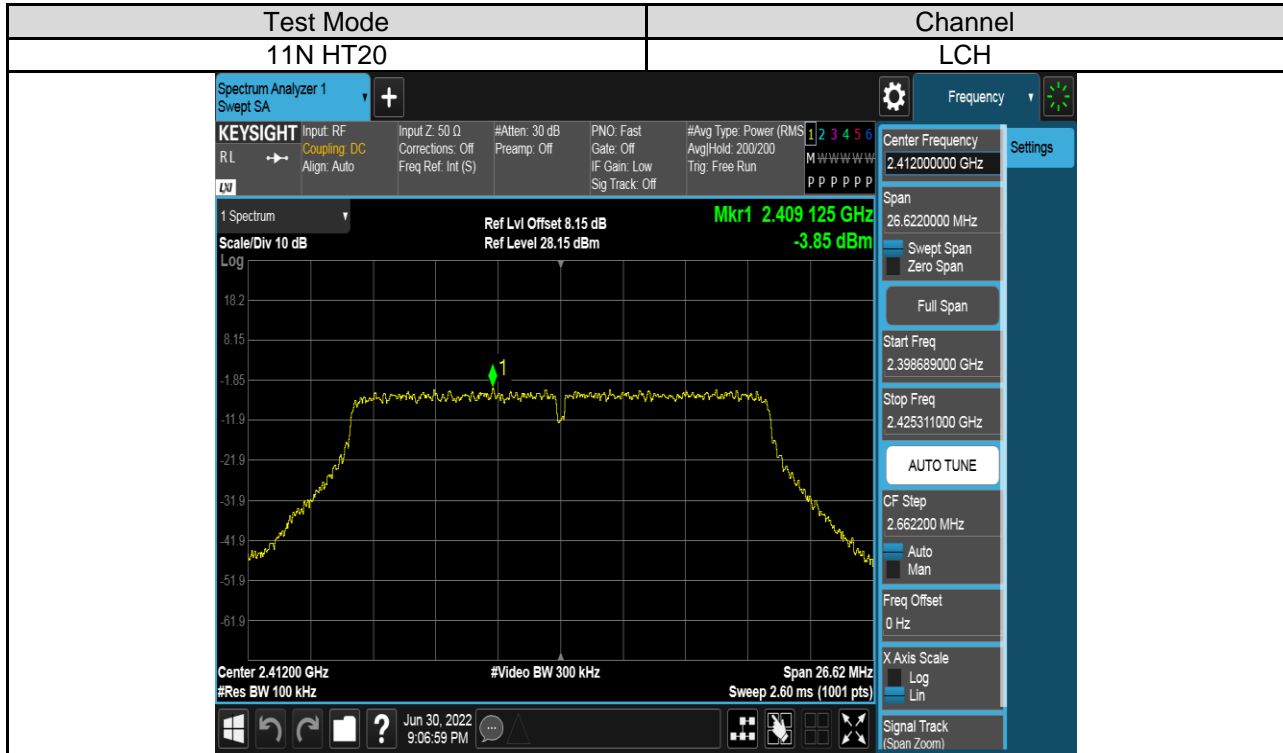 Test Mode Channel
11N HT20 LCH
Spectrum Analyzer 1
Swept SA
+
Frequency
KEYSIGHT
RL
LXI
Input: RF
Coupling: DC
Align: Auto
Input Z: 50 Ω
Corrections: Off
Freq Ref: Int (S)
#Atten: 30 dB
Preamp: Off
PNO: Fast
Gate: Off
IF Gain: Low
Sig Track: Off
#Avg Type: Power (RMS
Avg|Hold: 200/200
Trig: Free Run
1 2 3 4 5 6
M W W W W W
P P P P P P
1 Spectrum
Scale/Div 10 dB
Log
Ref Lvl Offset 8.15 dB
Ref Level 28.15 dBm
Mkr1 2.409 125 GHz
-3.85 dBm
18.2
8.15
-1.85
-11.9
-21.9
-31.9
-41.9
-51.9
-61.9
1
Center 2.41200 GHz
#Res BW 100 kHz
#Video BW 300 kHz
Span 26.62 MHz
Sweep 2.60 ms (1001 pts)
?
Jun 30, 2022
9:06:59 PM
Center Frequency
2.412000000 GHz
Settings
Span
26.6220000 MHz
Swept Span
Zero Span
Full Span
Start Freq
2.398689000 GHz
Stop Freq
2.425311000 GHz
AUTO TUNE
CF Step
2.662200 MHz
Auto
Man
Freq Offset
0 Hz
X Axis Scale
Log
Lin
Signal Track
(Span Zoom)